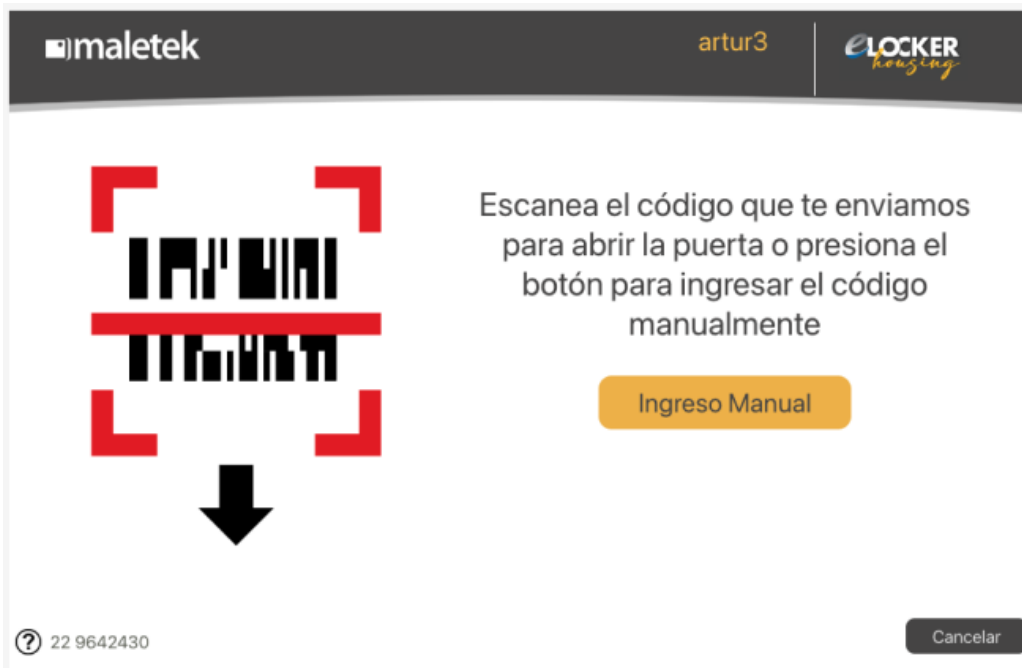 maletek
artur3
eLOCKER
housing
Escanea el código que te enviamos
para abrir la puerta o presiona el
botón para ingresar el código
manualmente
Ingreso Manual
? 22 9642430
Cancelar